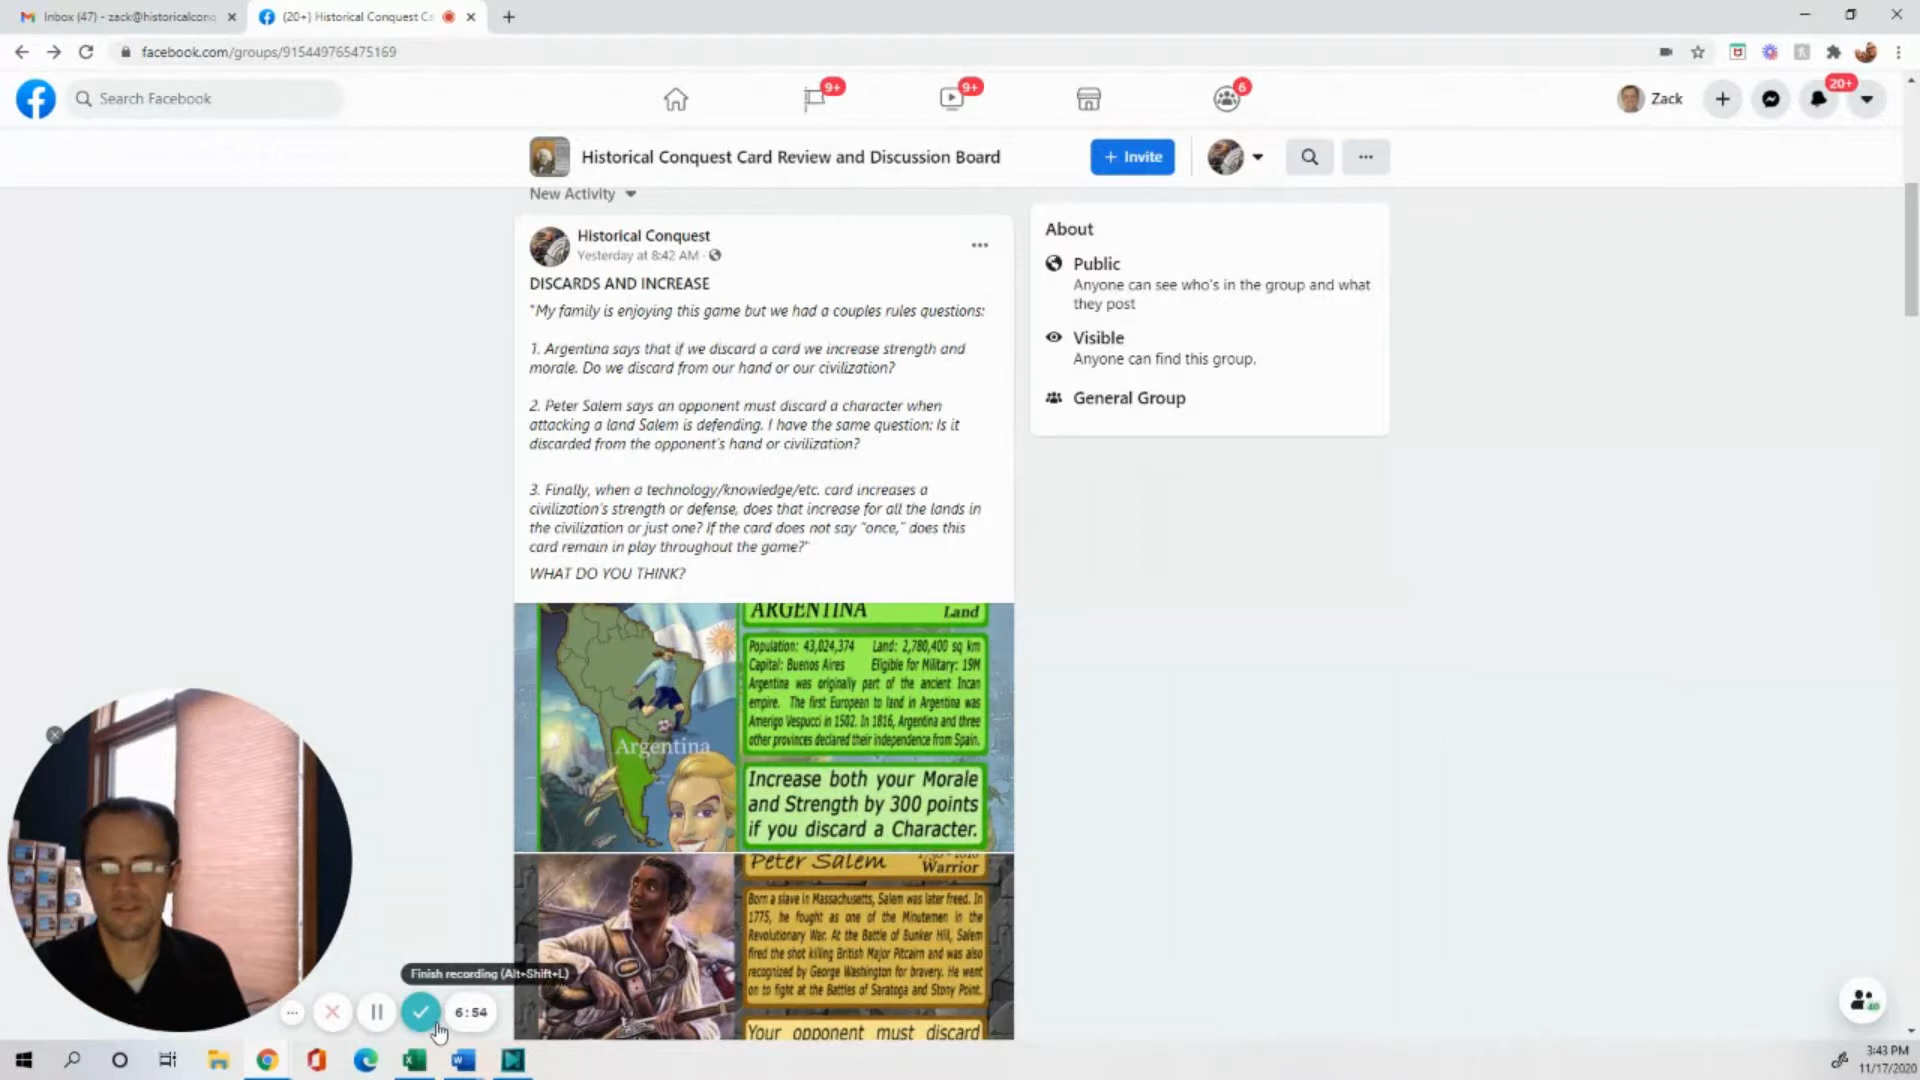 Inbox (47) - zack@historicalconq
(20+) Historical Conquest Ca
facebook.com/groups/915449765475169
Search Facebook
9+
9+
6
Zack
20+
Historical Conquest Card Review and Discussion Board
+ Invite
New Activity
Historical Conquest
Yesterday at 8:42 AM ·
DISCARDS AND INCREASE
"My family is enjoying this game but we had a couples rules questions:
1. Argentina says that if we discard a card we increase strength and
morale. Do we discard from our hand or our civilization?
2. Peter Salem says an opponent must discard a character when
attacking a land Salem is defending. I have the same question: Is it
discarded from the opponent's hand or civilization?
3. Finally, when a technology/knowledge/etc. card increases a
civilization's strength or defense, does that increase for all the lands in
the civilization or just one? If the card does not say "once," does this
card remain in play throughout the game?"
WHAT DO YOU THINK?
About
Public
Anyone can see who's in the group and what
they post
Visible
Anyone can find this group.
General Group
ARGENTINA Land
Population: 43,024,374 Land: 2,780,400 sq km
Capital: Buenos Aires Eligible for Military: 19M
Argentina was originally part of the ancient Incan
empire. The first European to land in Argentina was
Amerigo Vespucci in 1502. In 1816, Argentina and three
other provinces declared their independence from Spain.
Argentina
Increase both your Morale
and Strength by 300 points
if you discard a Character.
Peter Salem
Warrior
Born a slave in Massachusetts, Salem was later freed. In
1775, he fought as one of the Minutemen in the
Revolutionary War. At the Battle of Bunker Hill, Salem
fired the shot killing British Major Pitcairn and was also
recognized by George Washington for bravery. He went
on to fight at the Battles of Saratoga and Stony Point.
Your opponent must discard
Finish recording (Alt+Shift+L)
6:54
3:43 PM
11/17/2020